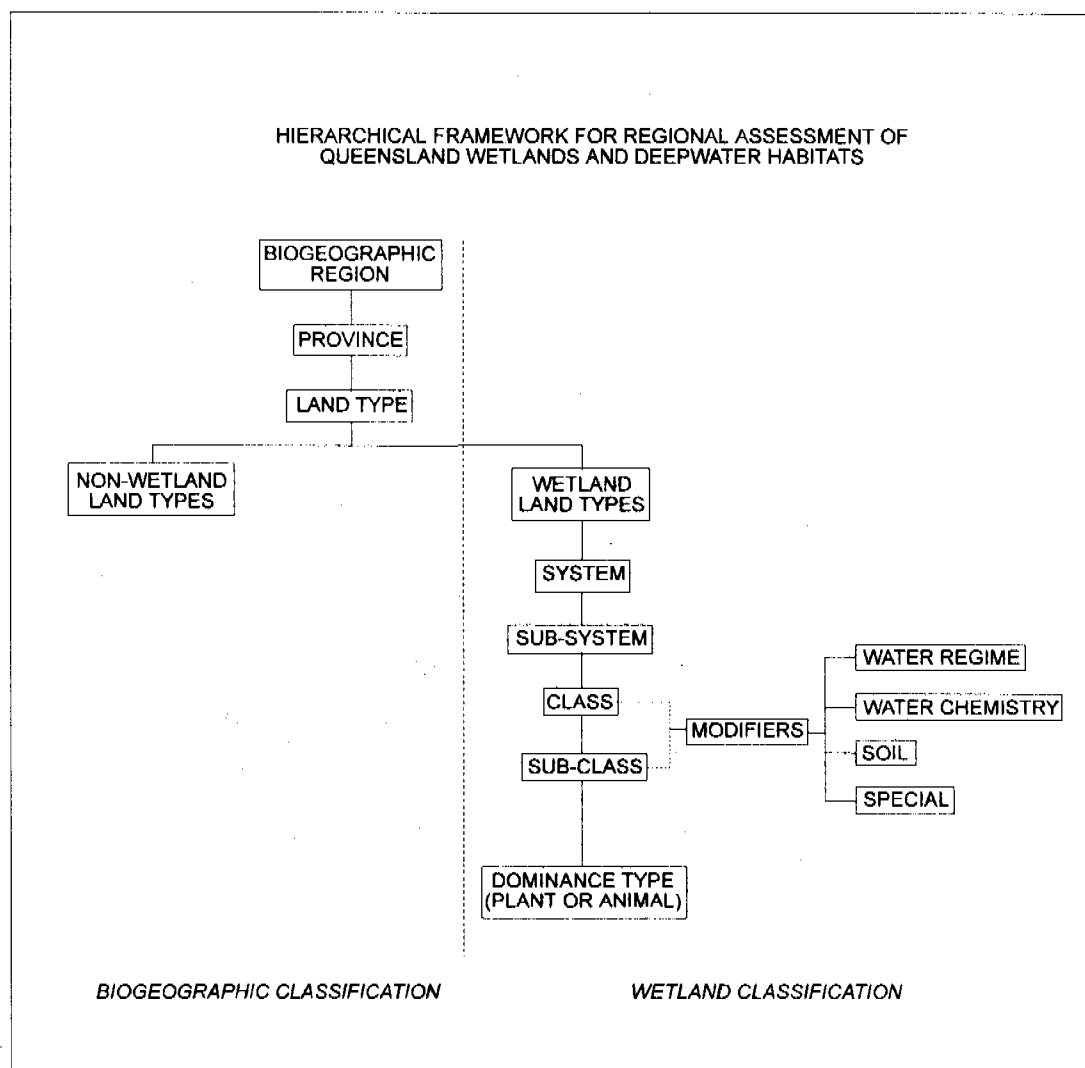 HIERARCHICAL FRAMEWORK FOR REGIONAL ASSESSMENT OF
QUEENSLAND WETLANDS AND DEEPWATER HABITATS
BIOGEOGRAPHIC
REGION
PROVINCE
LAND TYPE
NON-WETLAND
LAND TYPES
WETLAND
LAND TYPES
SYSTEM
SUB-SYSTEM
CLASS
SUB-CLASS
MODIFIERS
WATER REGIME
WATER CHEMISTRY
SOIL
SPECIAL
DOMINANCE TYPE
(PLANT OR ANIMAL)
BIOGEOGRAPHIC CLASSIFICATION
WETLAND CLASSIFICATION